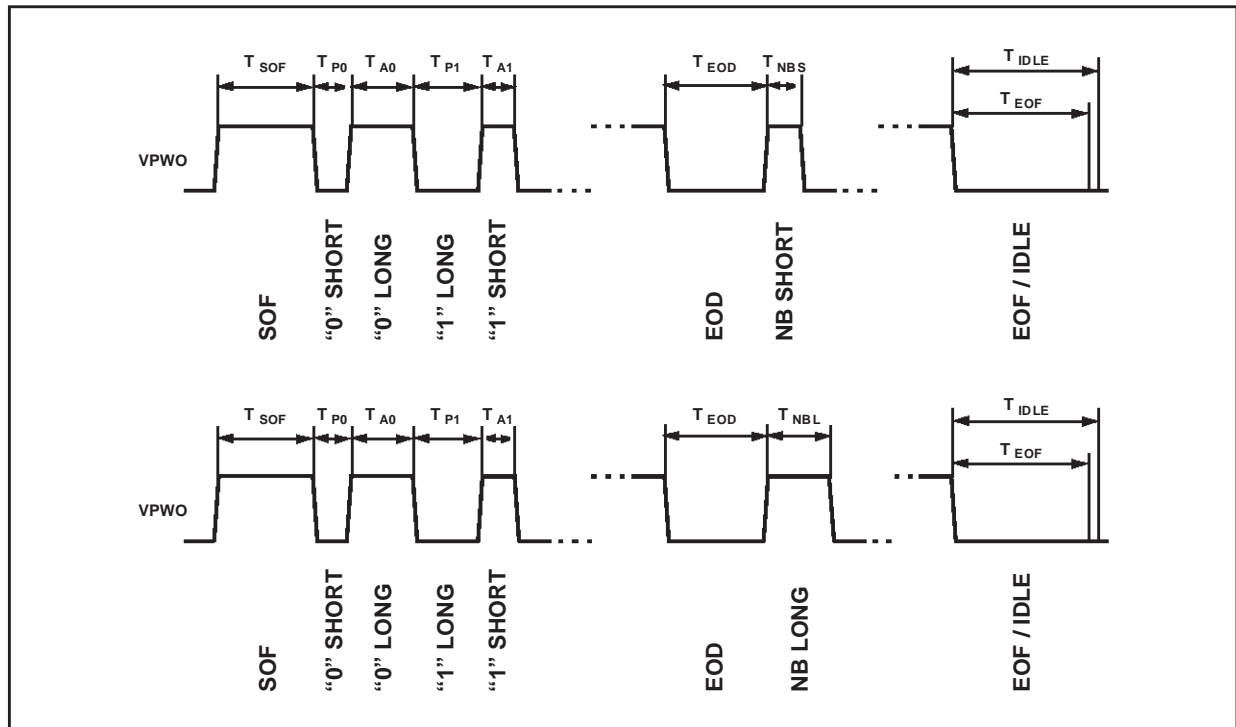 T SOF T P0 T A0 T P1 T A1 T EOD T NBS T IDLE
T EOF
VPWO
SOF
“0” SHORT
“0” LONG
“1” LONG
“1” SHORT
EOD
NB SHORT
EOF / IDLE
T SOF T P0 T A0 T P1 T A1 T EOD T NBL T IDLE
T EOF
VPWO
SOF
“0” SHORT
“0” LONG
“1” LONG
“1” SHORT
EOD
NB LONG
EOF / IDLE